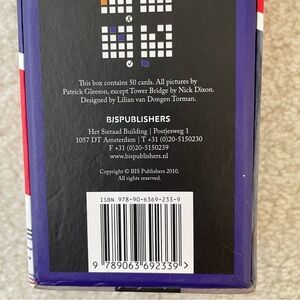 This box contains 50 cards. All pictures by
Patrick Gleeson, except Tower Bridge by Nick Dixon.
Designed by Lilian van Dongen Torman.
BISPUBLISHERS
Het Sieraad Building | Postjesweg 1
1057 DT Amsterdam | T +31 (0)20-5150230
F +31 (0)20-5150239
www.bispublishers.nl
Copyright © BIS Publishers 2010.
All rights reserved.
ISBN 978-90-6369-233-9
9 789063 692339 >